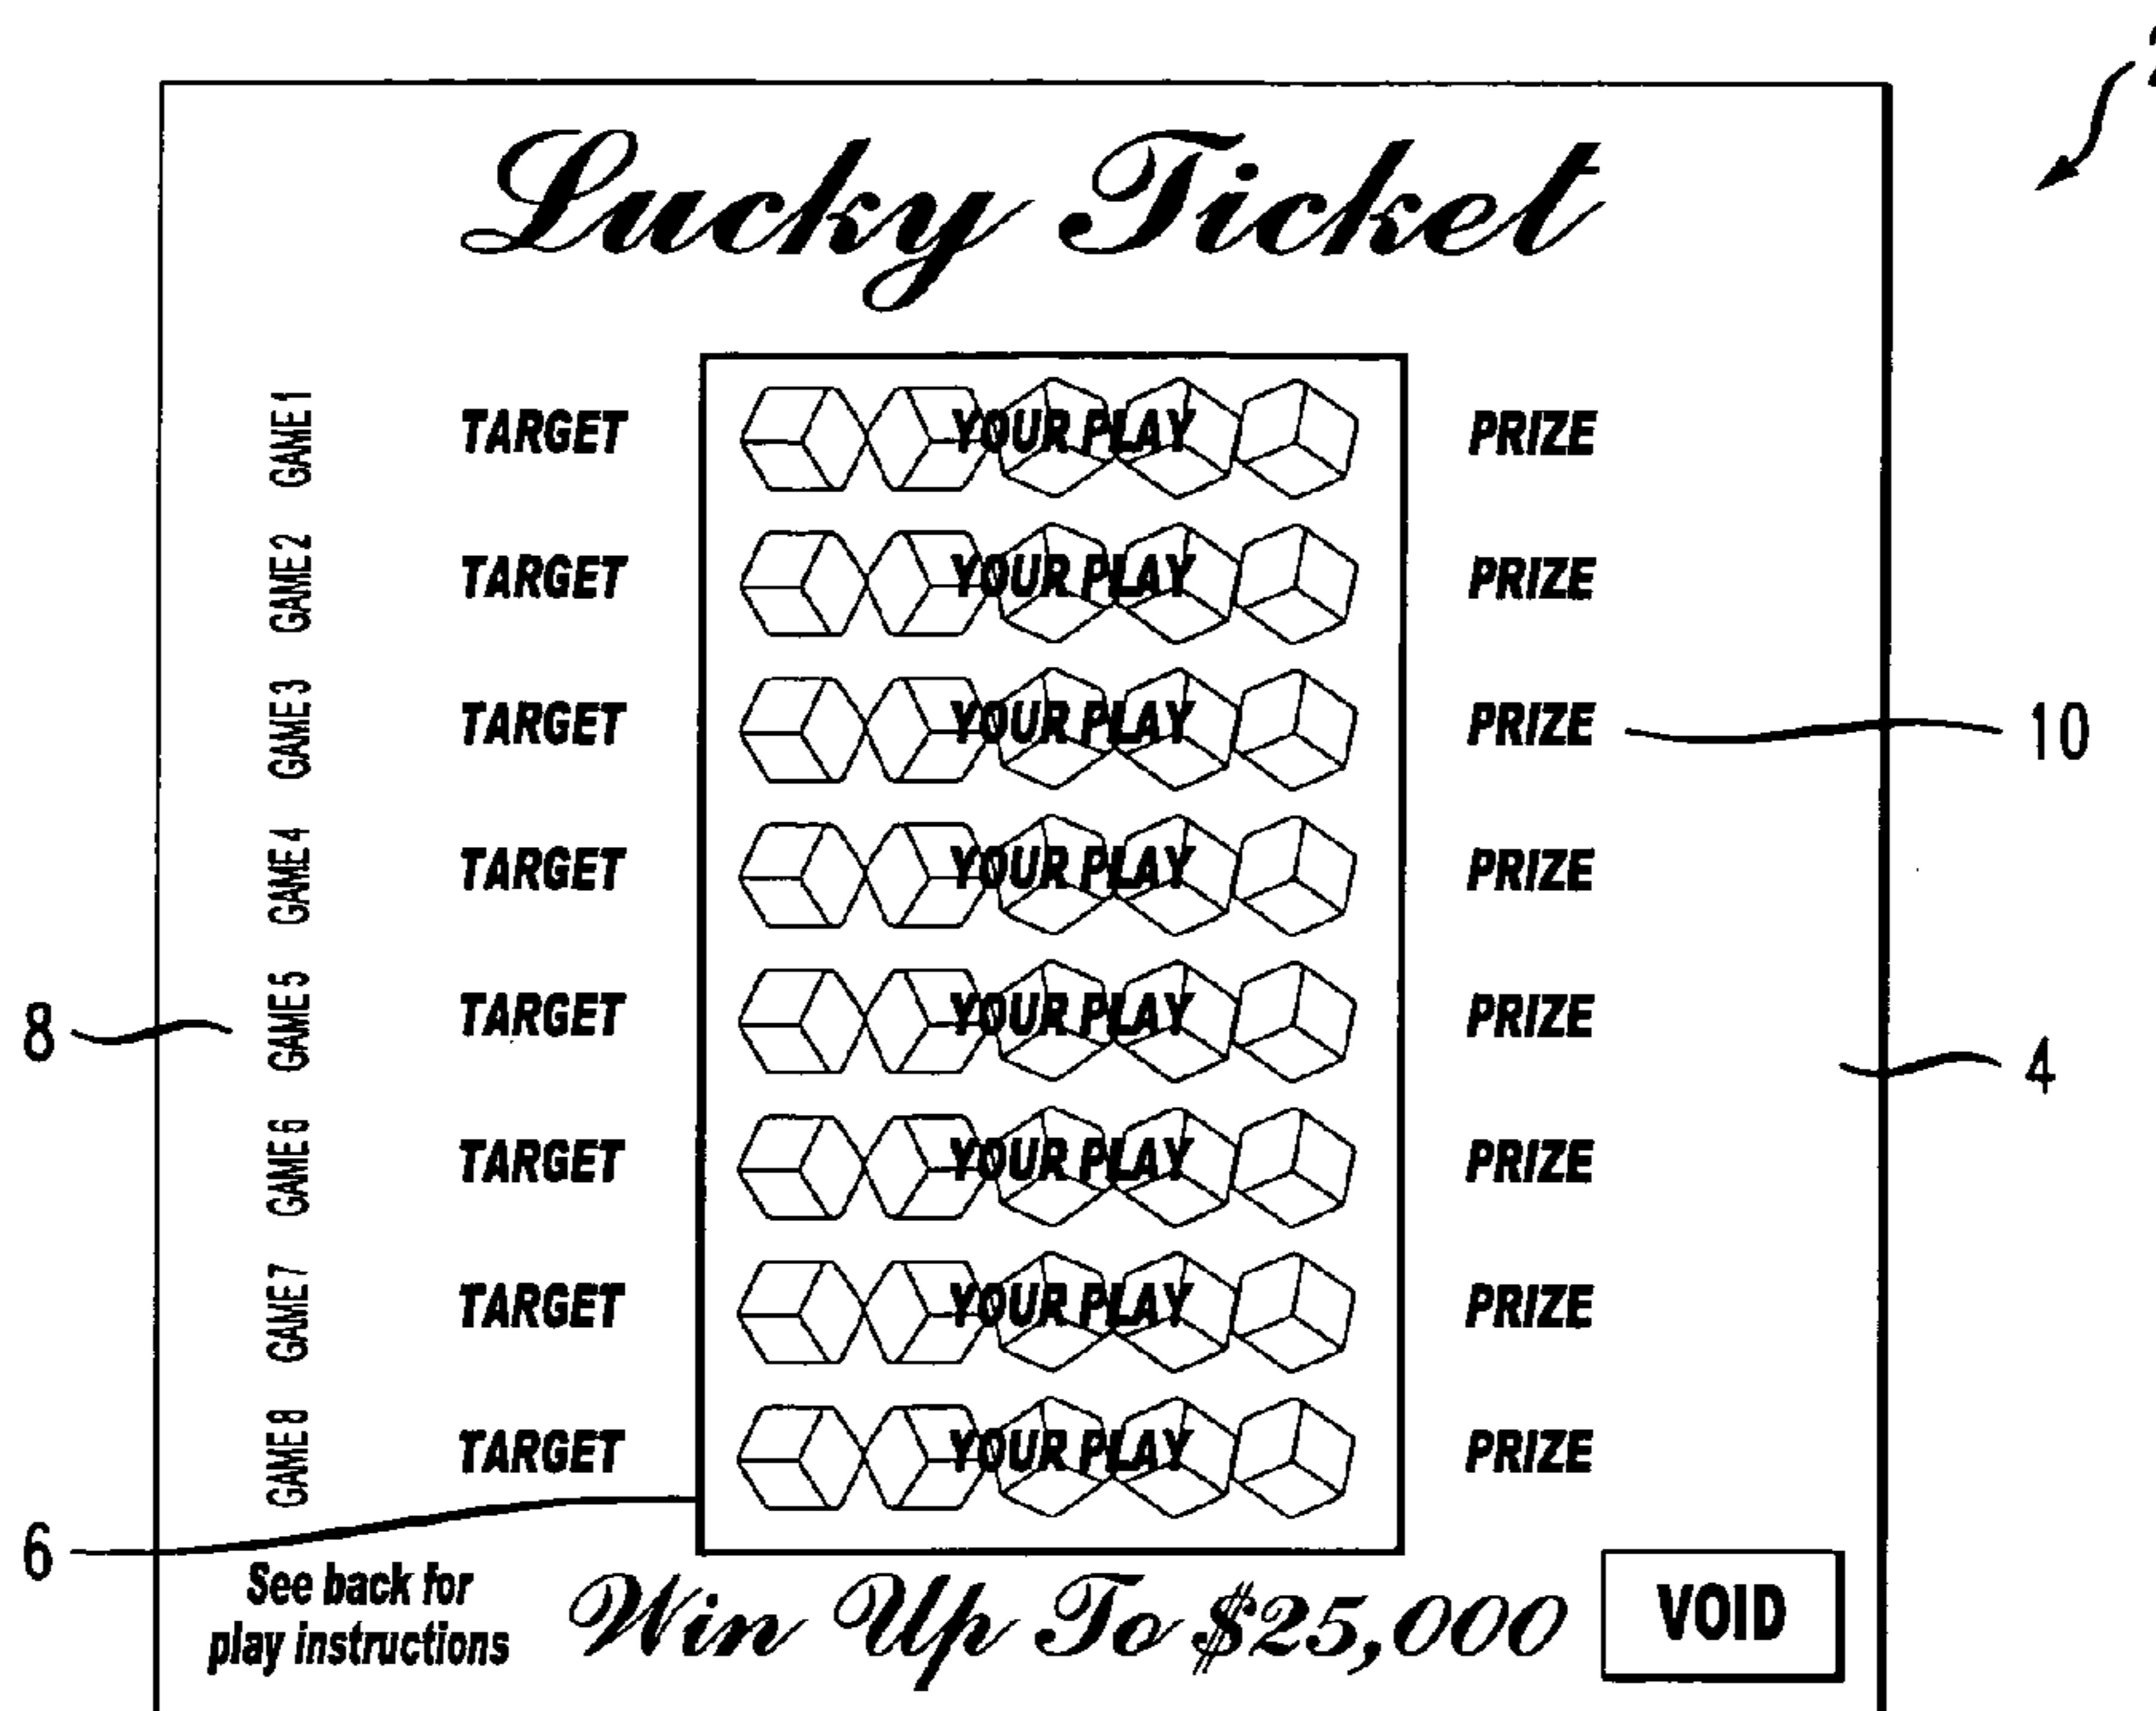 2
Lucky Ticket
GAME 1 TARGET YOUR PLAY PRIZE
GAME 2 TARGET YOUR PLAY PRIZE
GAME 3 TARGET YOUR PLAY PRIZE 10
GAME 4 TARGET YOUR PLAY PRIZE
8 GAME 5 TARGET YOUR PLAY PRIZE 4
GAME 6 TARGET YOUR PLAY PRIZE
GAME 7 TARGET YOUR PLAY PRIZE
GAME 8 TARGET YOUR PLAY PRIZE
6
See back for
play instructions
Win Up To $25,000
VOID